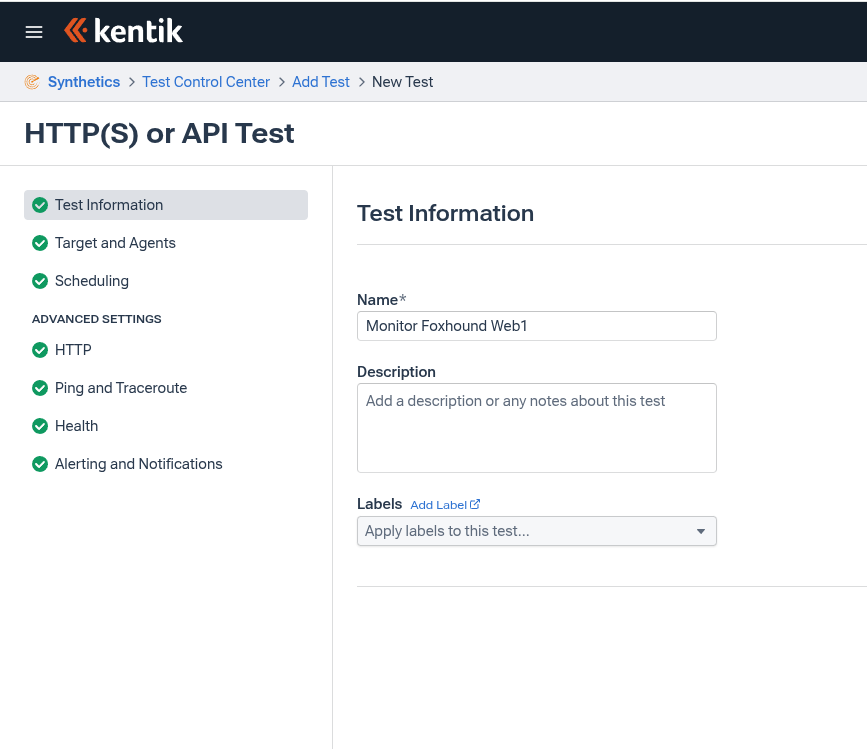 kentik
Synthetics > Test Control Center > Add Test > New Test
HTTP(S) or API Test
Test Information
Target and Agents
Scheduling
ADVANCED SETTINGS
HTTP
Ping and Traceroute
Health
Alerting and Notifications
Test Information
Name*
Monitor Foxhound Web1
Description
Add a description or any notes about this test
Labels Add Label
Apply labels to this test...